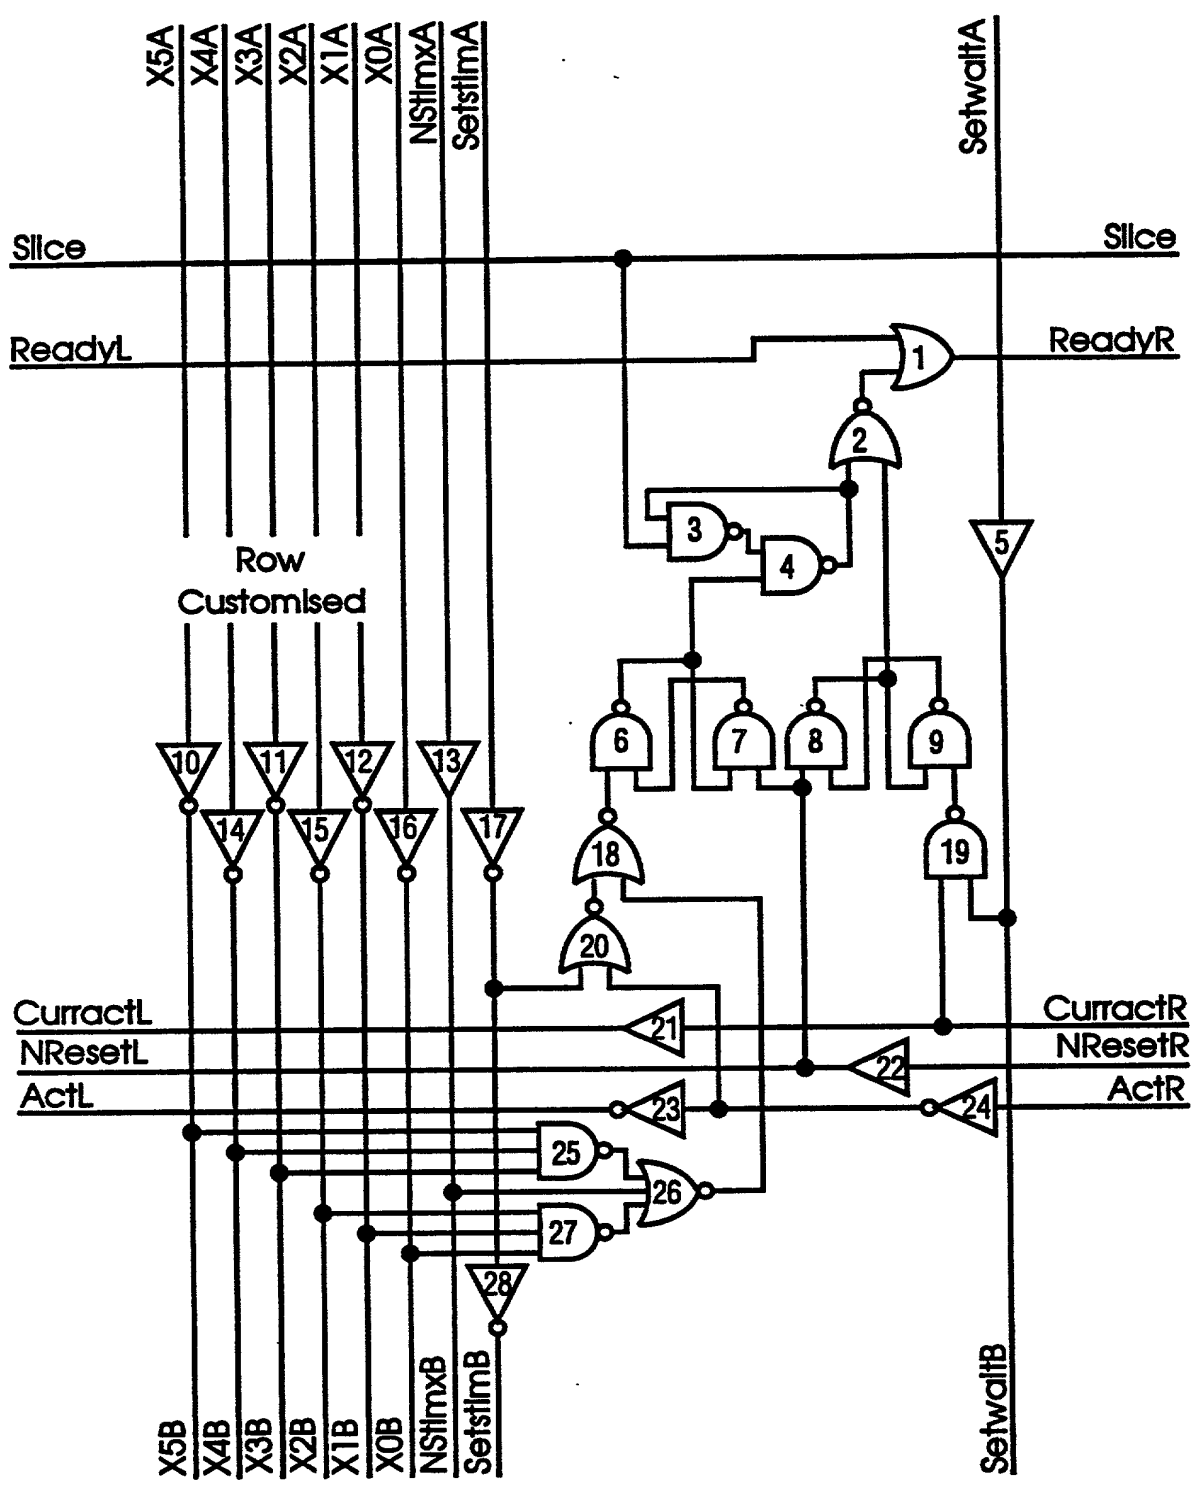 X5A
X4A
X3A
X2A
X1A
X0A
NStimxA
SetstimA
SetwaitA
Slice
Slice
ReadyL
ReadyR
1
2
3
4
5
Row
Customised
6
7
8
9
10
11
12
13
14
15
16
17
18
19
20
CurractL
21
CurractR
NResetL
22
NResetR
ActL
23
24
ActR
25
26
27
28
X5B
X4B
X3B
X2B
X1B
X0B
NStimxB
SetstimB
SetwaitB